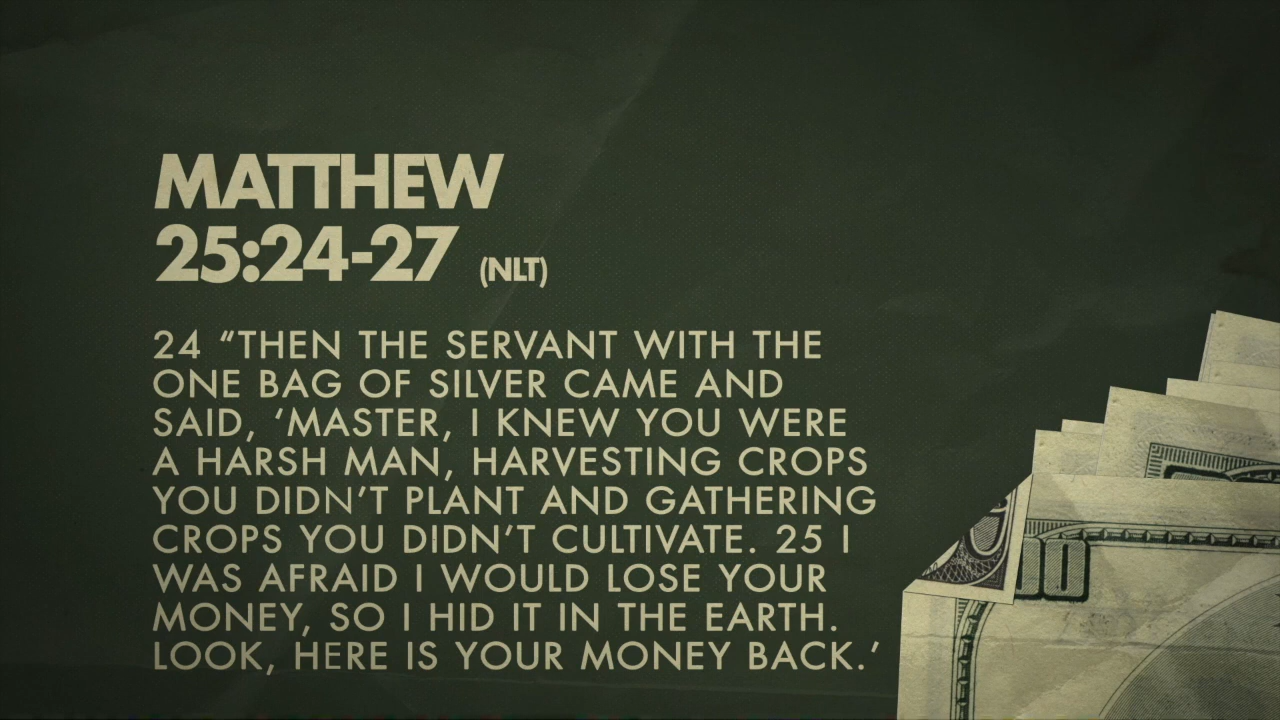 MATTHEW
25:24-27 (NLT)
24 “THEN THE SERVANT WITH THE
ONE BAG OF SILVER CAME AND
SAID, ‘MASTER, I KNEW YOU WERE
A HARSH MAN, HARVESTING CROPS
YOU DIDN’T PLANT AND GATHERING
CROPS YOU DIDN’T CULTIVATE. 25 I
WAS AFRAID I WOULD LOSE YOUR
MONEY, SO I HID IT IN THE EARTH.
LOOK, HERE IS YOUR MONEY BACK.’